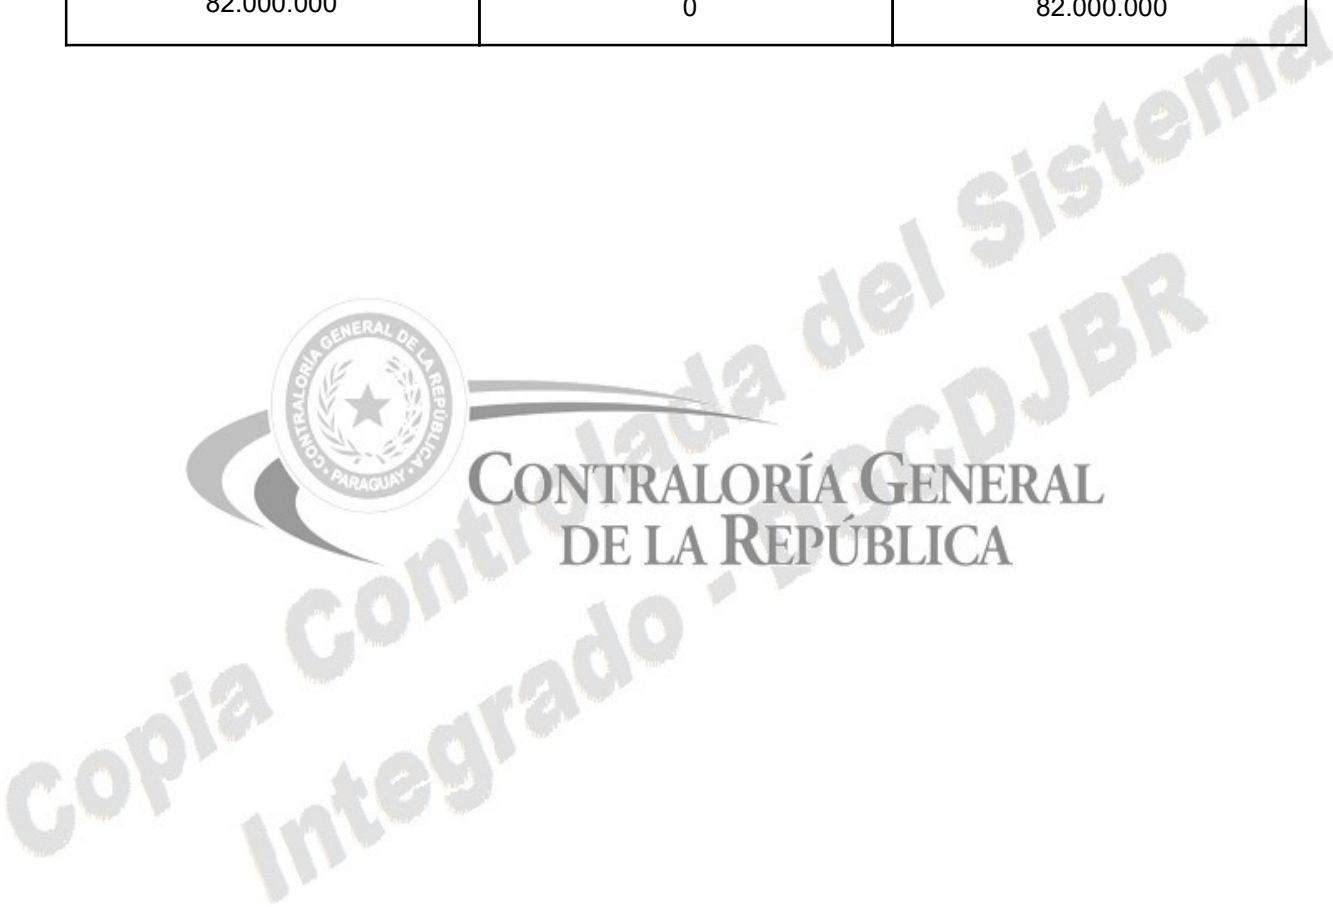 82.000.000 0 82.000.000
CONTRALORÍA GENERAL DE LA REPÚBLICA
• PARAGUAY •
CONTRALORÍA GENERAL
DE LA REPÚBLICA
Copia Controlada del Sistema
Integrado - DGCDJBR